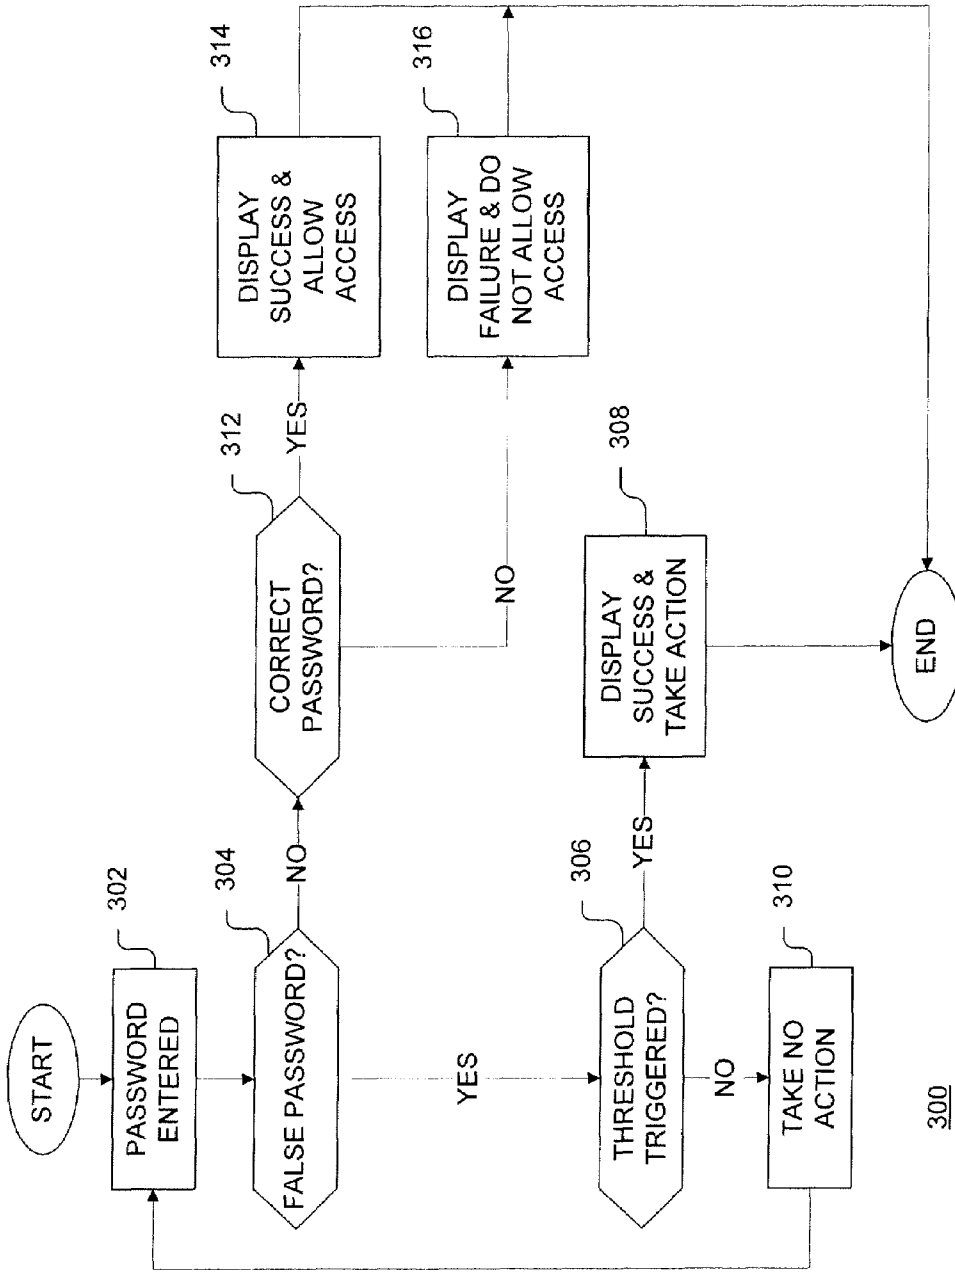 START
302
PASSWORD
ENTERED
304
FALSE PASSWORD?
NO
312
CORRECT
PASSWORD?
YES
314
DISPLAY
SUCCESS &
ALLOW
ACCESS
NO
316
DISPLAY
FAILURE & DO
NOT ALLOW
ACCESS
YES
306
THRESHOLD
TRIGGERED?
YES
308
DISPLAY
SUCCESS &
TAKE ACTION
NO
310
TAKE NO
ACTION
END
300